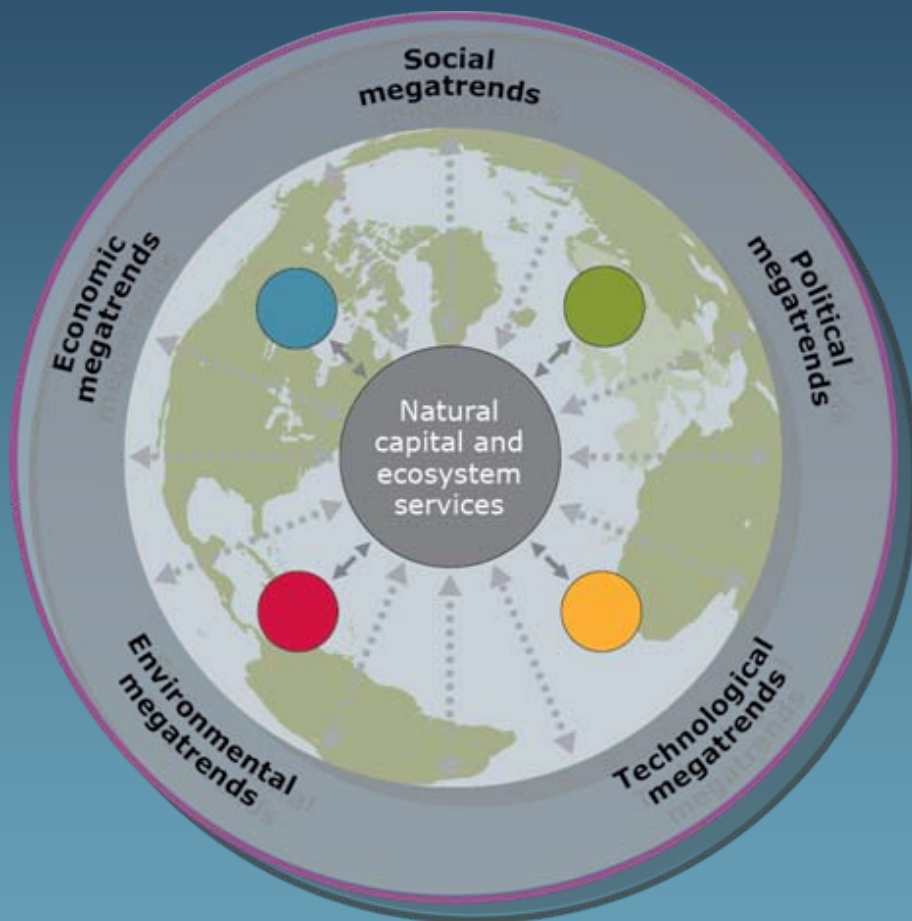 Social
megatrends
Economic
megatrends
Political
megatrends
Natural
capital and
ecosystem
services
Environmental
megatrends
Technological
megatrends